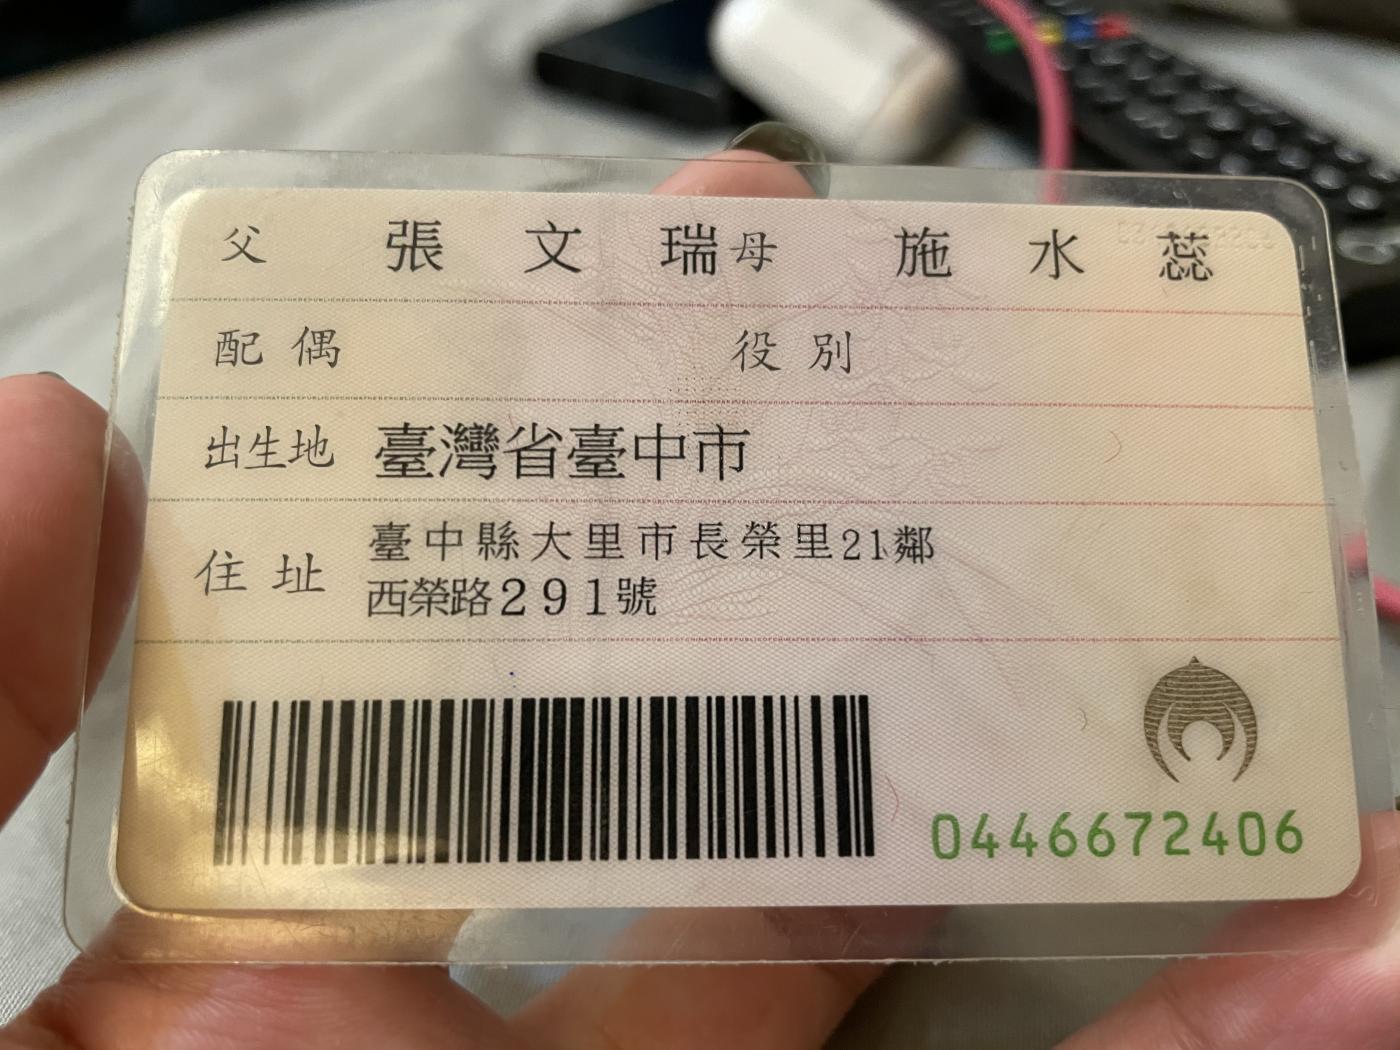 父 張文瑞 母 施水蕊
配偶 役別
出生地 臺灣省臺中市
住址 臺中縣大里市長榮里21鄰
西榮路291號
0446672406